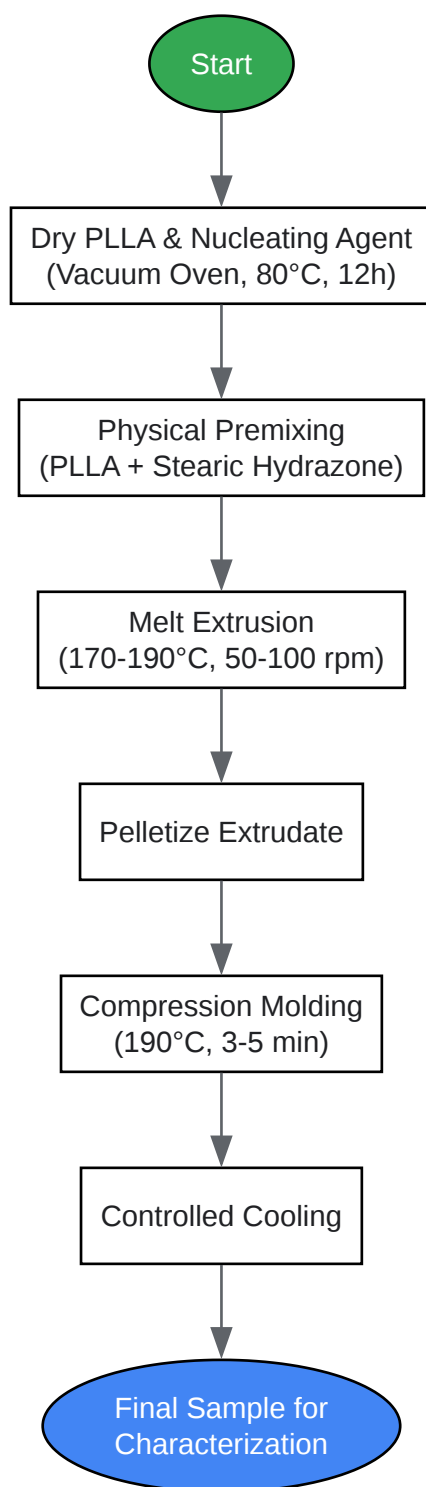 Start
Dry PLLA & Nucleating Agent
(Vacuum Oven, 80°C, 12h)
Physical Premixing
(PLLA + Stearic Hydrazone)
Melt Extrusion
(170-190°C, 50-100 rpm)
Pelletize Extrudate
Compression Molding
(190°C, 3-5 min)
Controlled Cooling
Final Sample for
Characterization